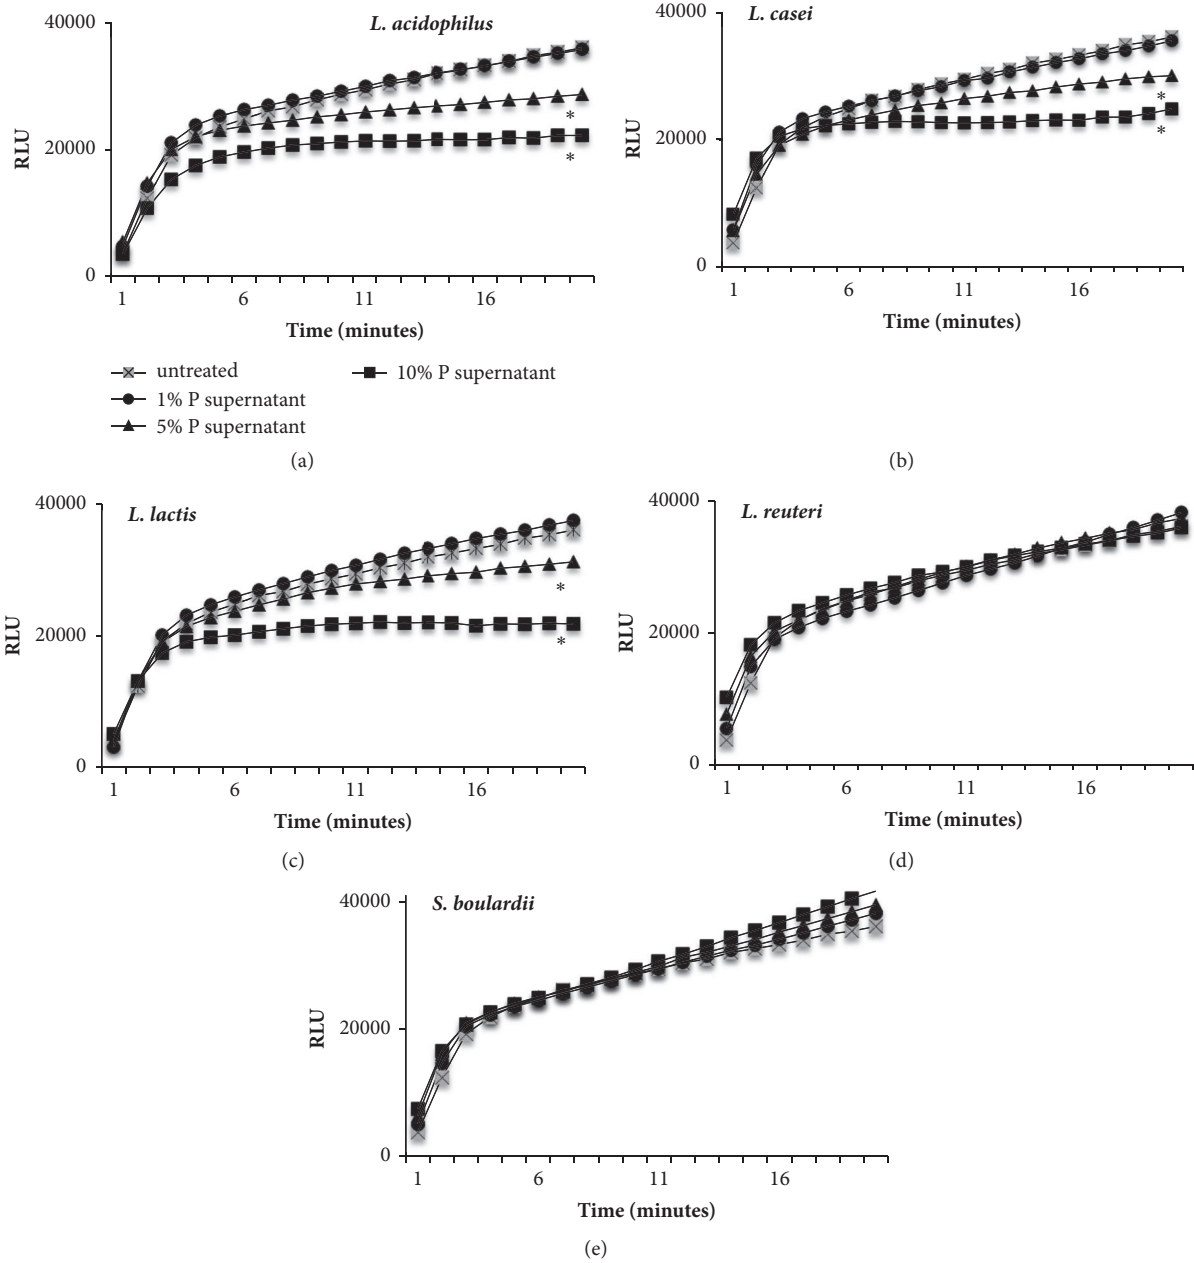 L. acidophilus
40000
20000
0
RLU
*
*
1 6 11 16
Time (minutes)
L. casei
40000
20000
0
RLU
*
*
1 6 11 16
Time (minutes)
untreated
10% P supernatant
1% P supernatant
5% P supernatant
(a)
(b)
L. lactis
40000
20000
0
RLU
*
*
1 6 11 16
Time (minutes)
(c)
L. reuteri
40000
20000
0
RLU
1 6 11 16
Time (minutes)
(d)
S. boulardii
40000
20000
0
RLU
1 6 11 16
Time (minutes)
(e)